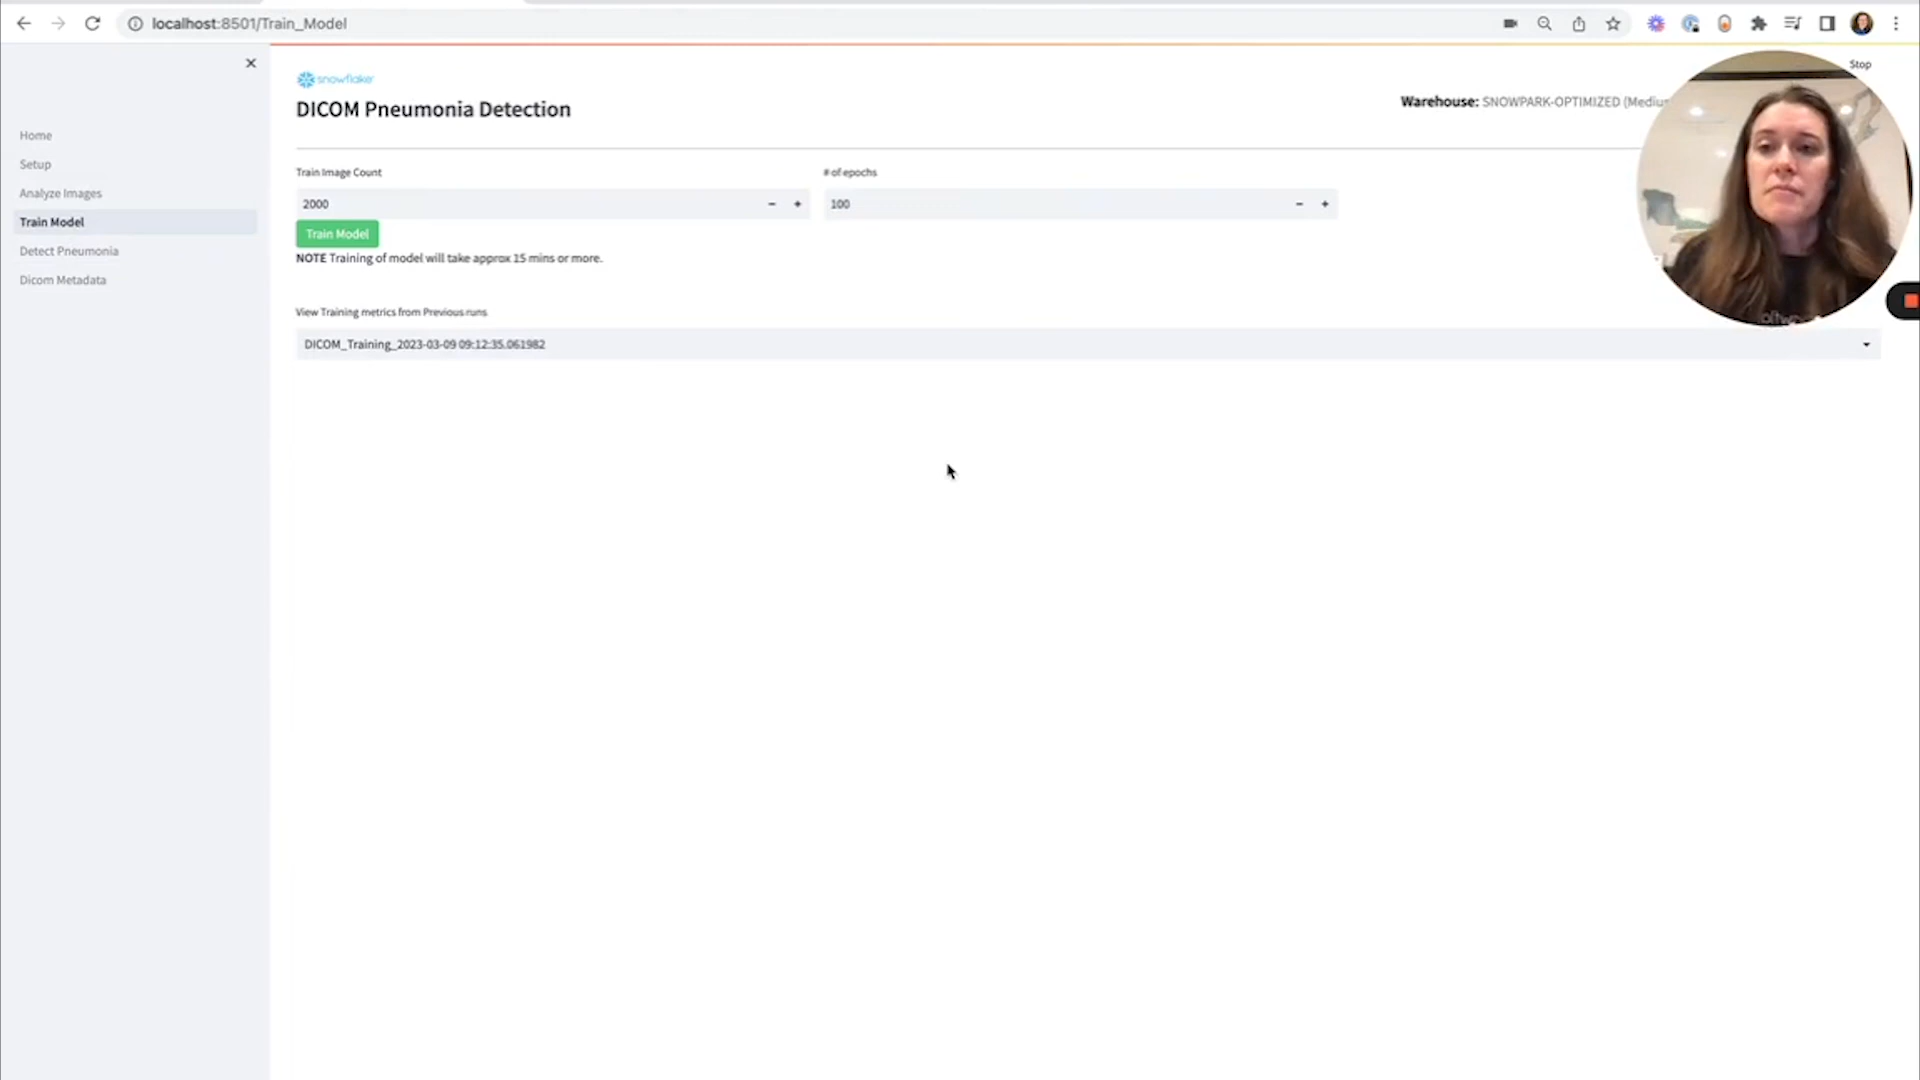 localhost:8501/Train_Model
Stop
snowflake
DICOM Pneumonia Detection
Warehouse: SNOWPARK-OPTIMIZED
Home
Setup
Analyze Images
Train Model
Detect Pneumonia
Dicom Metadata
Train Image Count
# of epochs
2000
- +
100
- +
Train Model
NOTE Training of model will take approx 15 mins or more.
View Training metrics from Previous runs
DICOM_Training_2023-03-09 09:12:35.061982